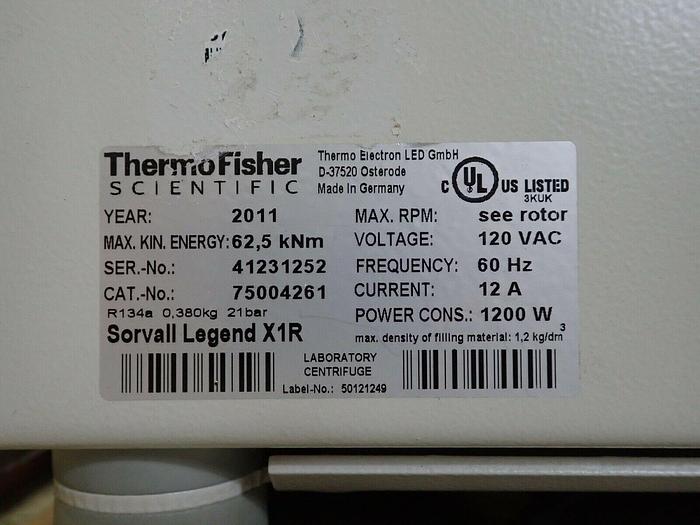 ThermoFisher
SCIENTIFIC
Thermo Electron LED GmbH
D-37520 Osterode
Made in Germany
C UL US LISTED
3KUK
YEAR: 2011
MAX. KIN. ENERGY: 62,5 kNm
SER.-No.: 41231252
CAT.-No.: 75004261
R134a 0,380kg 21bar
Sorvall Legend X1R
MAX. RPM: see rotor
VOLTAGE: 120 VAC
FREQUENCY: 60 Hz
CURRENT: 12 A
POWER CONS.: 1200 W
max. density of filling material: 1,2 kg/dm³
LABORATORY
CENTRIFUGE
Label-No.: 50121249